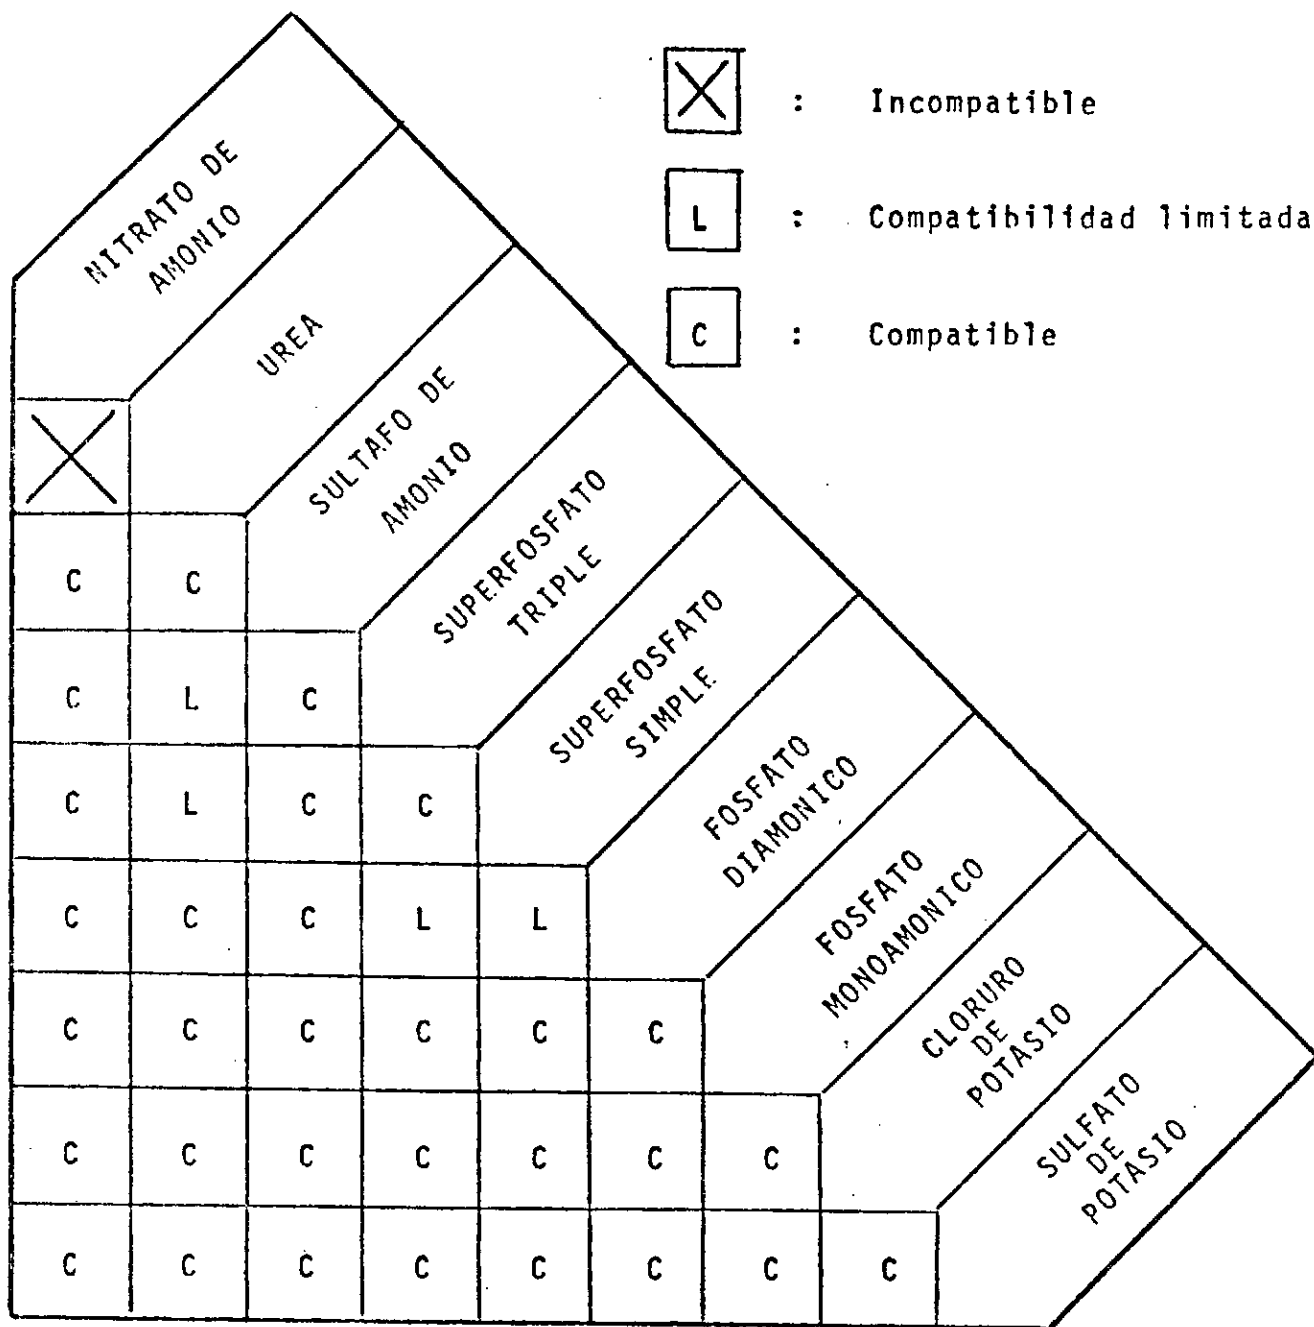 X : Incompatible
L : Compatibilidad limitada
C : Compatible
NITRATO DE
AMONIO
UREA
SULTAFO DE
AMONIO
SUPERFOSFATO
TRIPLE
SUPERFOSFATO
SIMPLE
FOSFATO
DIAMONICO
FOSFATO
MONOAMONICO
CLORURO
DE
POTASIO
SULFATO
DE
POTASIO
X
C C
C L C
C L C C
C C C L L
C C C C C C
C C C C C C C
C C C C C C C C